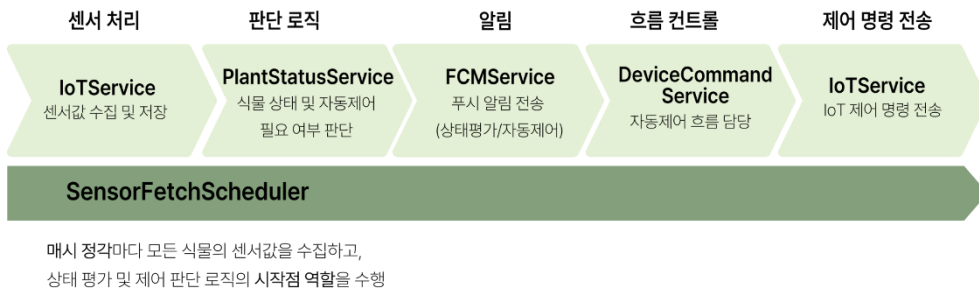 센서 처리
판단 로직
알림
흐름 컨트롤
제어 명령 전송
IoTService
센서값 수집 및 저장
PlantStatusService
식물 상태 및 자동제어
필요 여부 판단
FCMService
푸시 알림 전송
(상태평가/자동제어)
DeviceCommand
Service
자동제어 흐름 담당
IoTService
IoT 제어 명령 전송
SensorFetchScheduler
매시 정각마다 모든 식물의 센서값을 수집하고,
상태 평가 및 제어 판단 로직의 시작점 역할을 수행